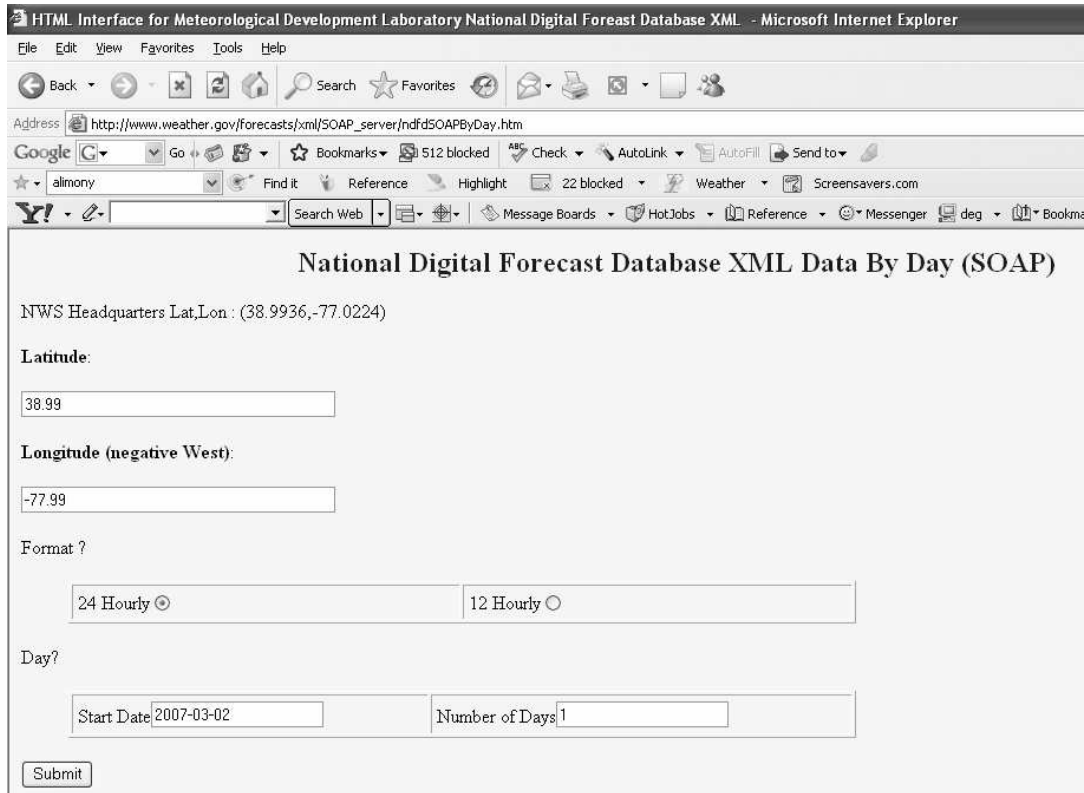 HTML Interface for Meteorological Development Laboratory National Digital Foreast Database XML - Microsoft Internet Explorer
File Edit View Favorites Tools Help
Back Search Favorites
Address http://www.weather.gov/forecasts/xml/SOAP_server/ndfdSOAPByDay.htm
Google G Go Bookmarks 512 blocked ABC Check AutoLink AutoFill Send to
alimony Find it Reference Highlight 22 blocked Weather Screensavers.com
Y! Search Web Message Boards HotJobs Reference Messenger deg Bookma
National Digital Forecast Database XML Data By Day (SOAP)
NWS Headquarters Lat,Lon : (38.9936,-77.0224)
Latitude:
38.99
Longitude (negative West):
-77.99
Format ?
24 Hourly 12 Hourly
Day?
Start Date 2007-03-02 Number of Days 1
Submit